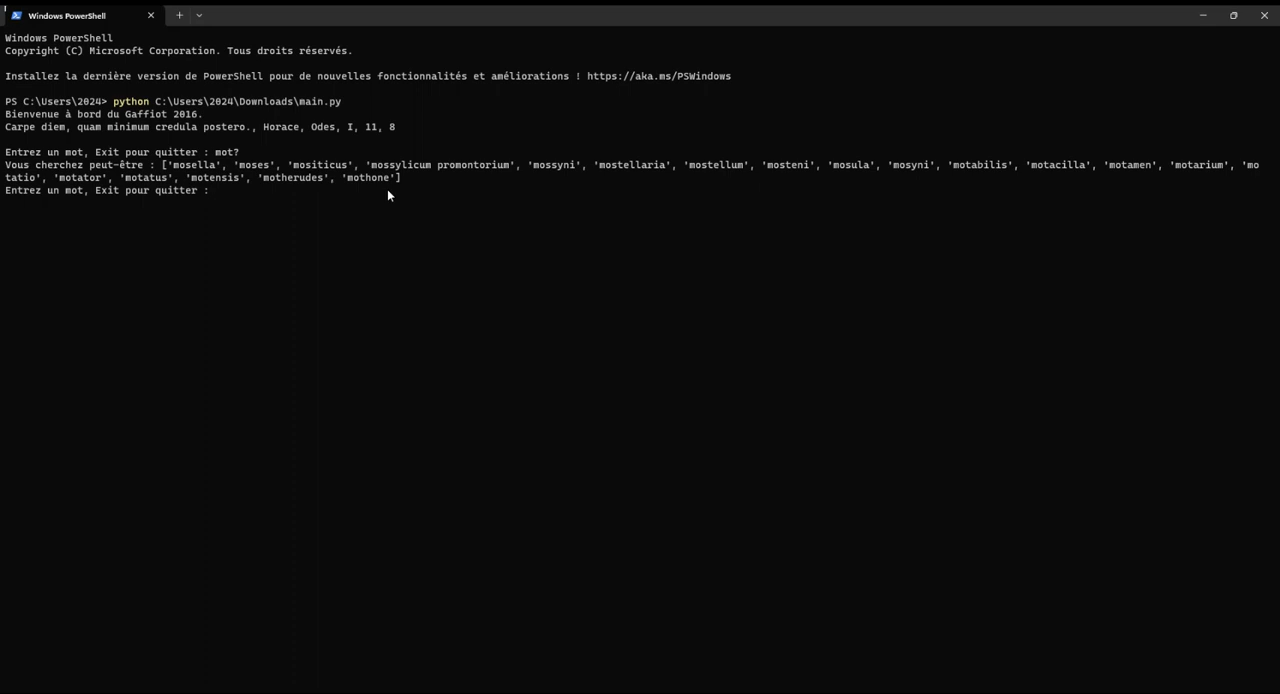 Windows PowerShell
Windows PowerShell
Copyright (C) Microsoft Corporation. Tous droits réservés.
Installez la dernière version de PowerShell pour de nouvelles fonctionnalités et améliorations ! https://aka.ms/PSWindows
PS C:\Users\2024> python C:\Users\2024\Downloads\main.py
Bienvenue à bord du Gaffiot 2016.
Carpe diem, quam minimum credula postero., Horace, Odes, I, 11, 8
Entrez un mot, Exit pour quitter : mot?
Vous cherchez peut-être : ['mosella', 'moses', 'mositicus', 'mossylicum promontorium', 'mossyni', 'mostellaria', 'mostellum', 'mosteni', 'mosula', 'mosyni', 'motabilis', 'motacilla', 'motamen', 'motarium', 'mo
tatio', 'motator', 'motatus', 'motensis', 'motherudes', 'mothone']
Entrez un mot, Exit pour quitter :